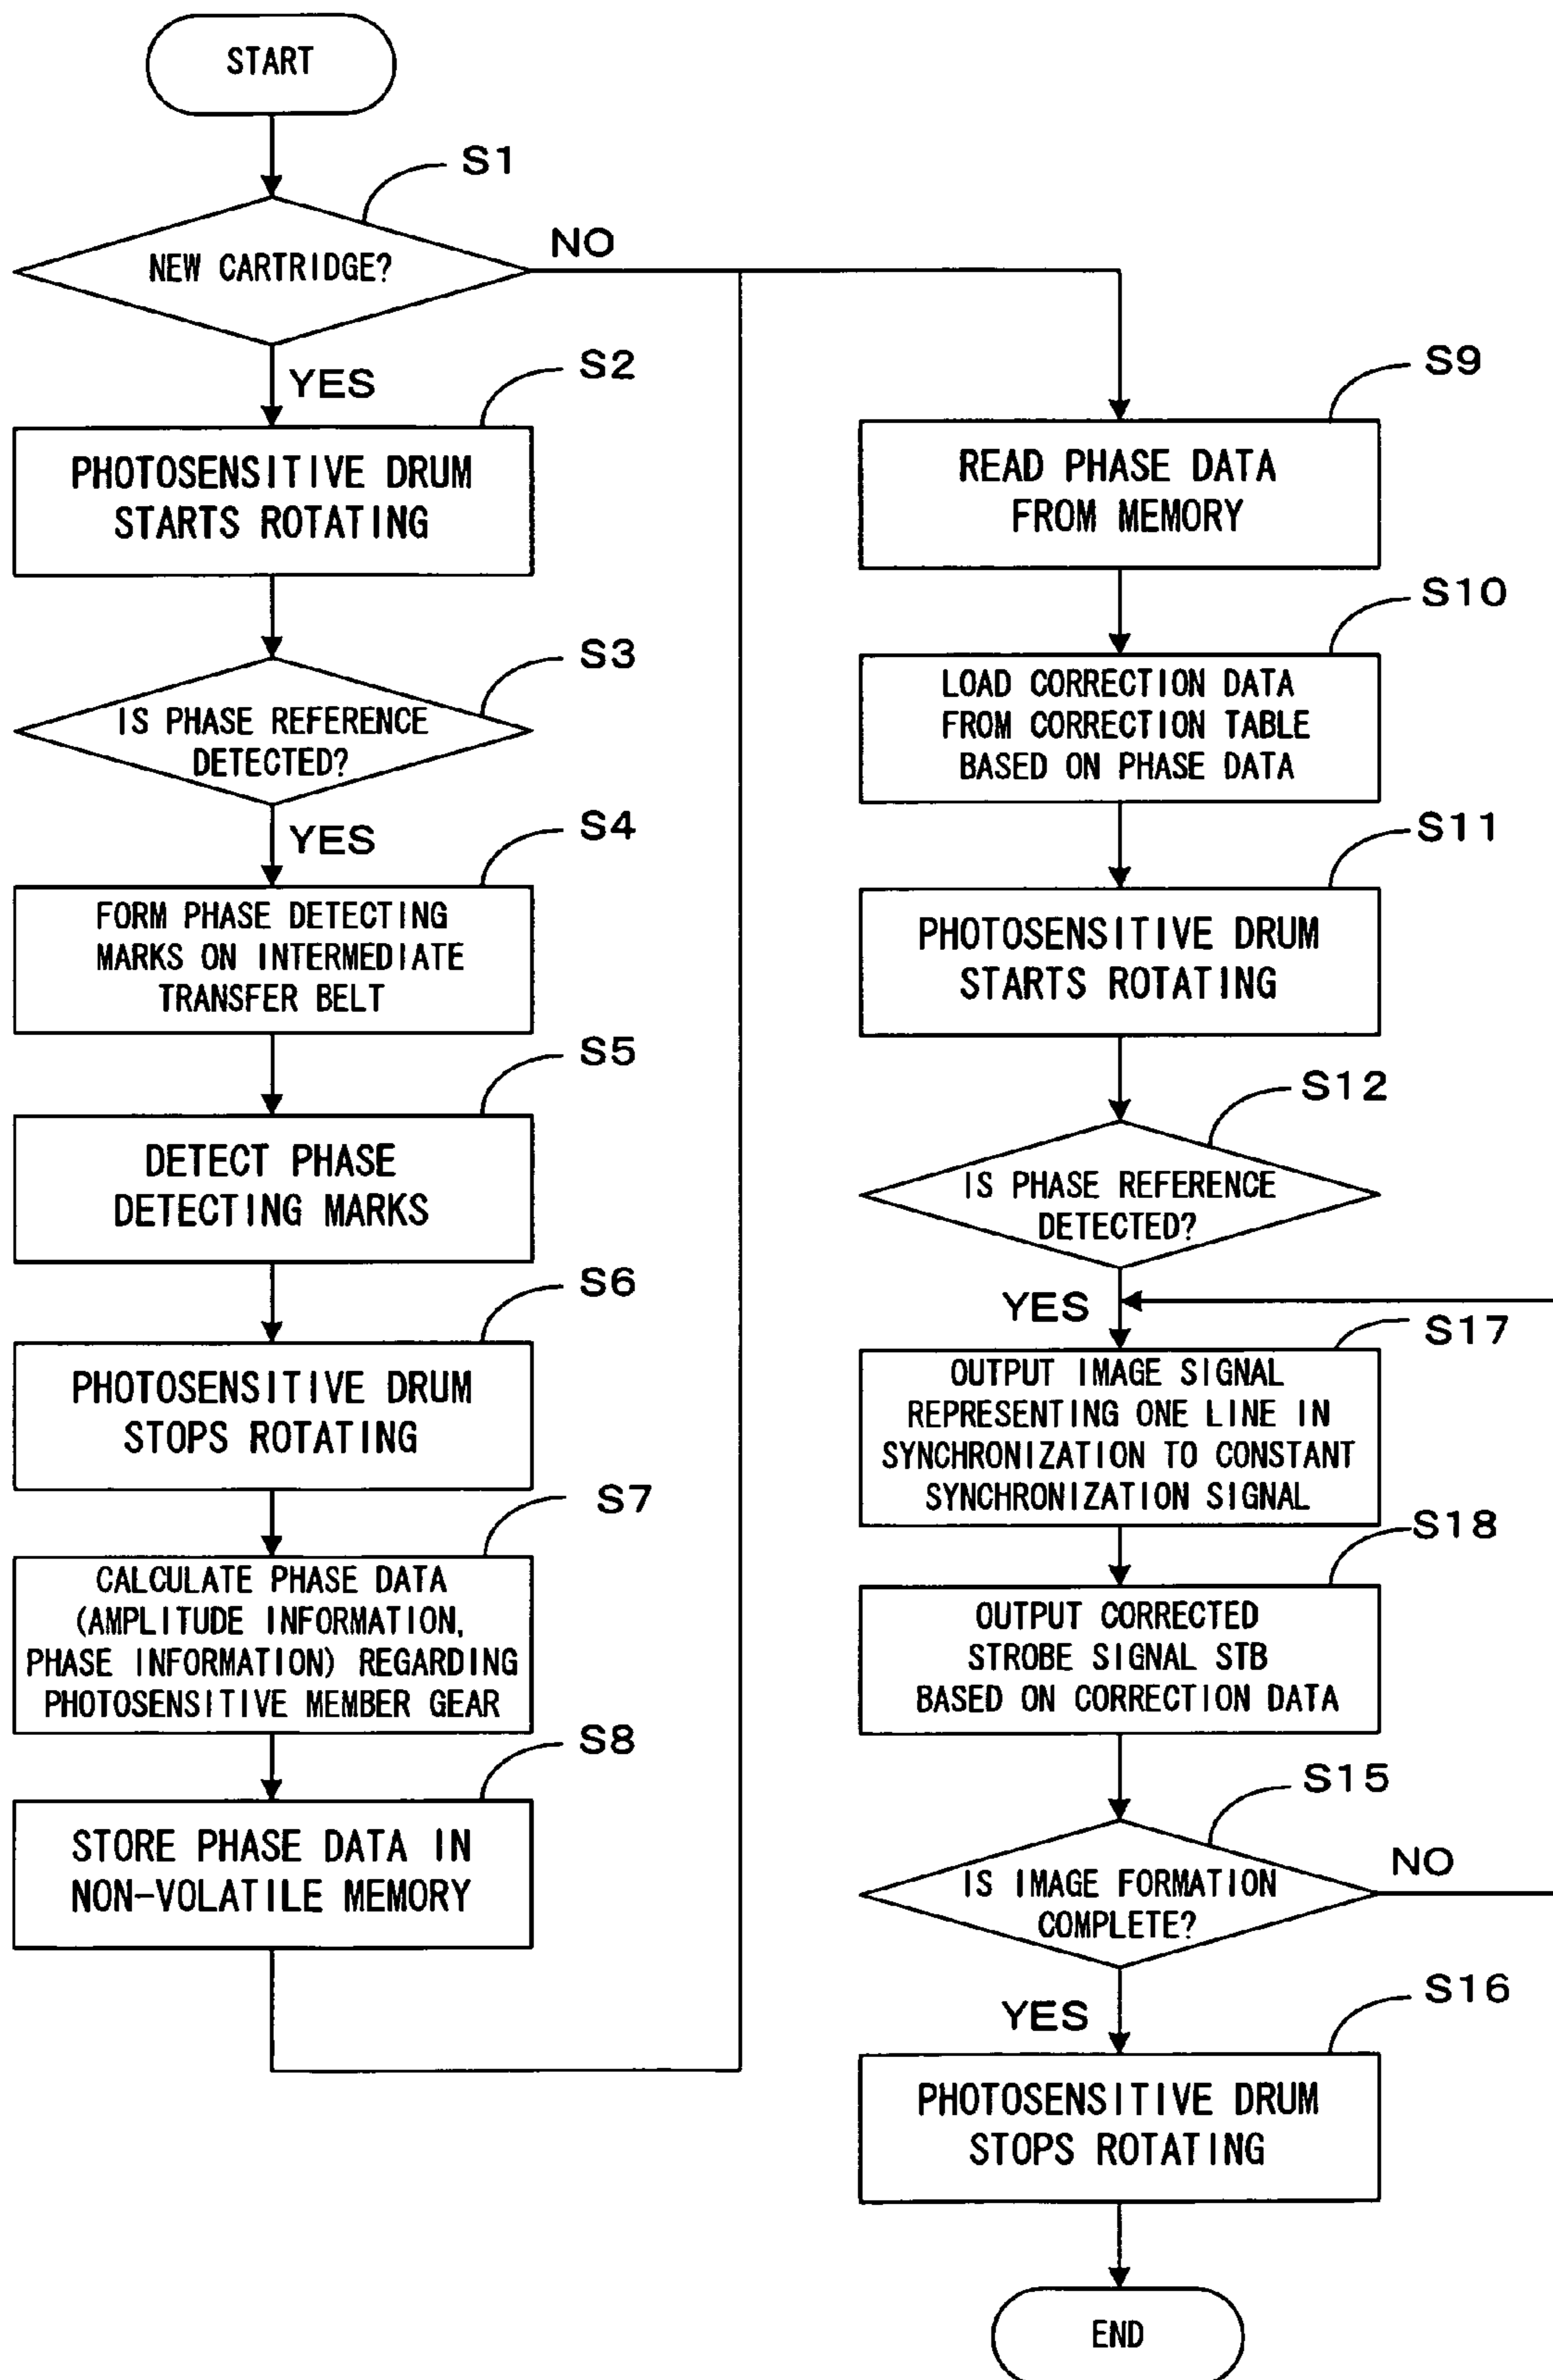 START
S1
NEW CARTRIDGE?
NO
YES
S2
PHOTOSENSITIVE DRUM
STARTS ROTATING
S3
IS PHASE REFERENCE
DETECTED?
YES
S4
FORM PHASE DETECTING
MARKS ON INTERMEDIATE
TRANSFER BELT
S5
DETECT PHASE
DETECTING MARKS
S6
PHOTOSENSITIVE DRUM
STOPS ROTATING
S7
CALCULATE PHASE DATA
(AMPLITUDE INFORMATION,
PHASE INFORMATION) REGARDING
PHOTOSENSITIVE MEMBER GEAR
S8
STORE PHASE DATA IN
NON-VOLATILE MEMORY
S9
READ PHASE DATA
FROM MEMORY
S10
LOAD CORRECTION DATA
FROM CORRECTION TABLE
BASED ON PHASE DATA
S11
PHOTOSENSITIVE DRUM
STARTS ROTATING
S12
IS PHASE REFERENCE
DETECTED?
YES
S17
OUTPUT IMAGE SIGNAL
REPRESENTING ONE LINE IN
SYNCHRONIZATION TO CONSTANT
SYNCHRONIZATION SIGNAL
S18
OUTPUT CORRECTED
STROBE SIGNAL STB
BASED ON CORRECTION DATA
S15
IS IMAGE FORMATION
COMPLETE?
NO
YES
S16
PHOTOSENSITIVE DRUM
STOPS ROTATING
END